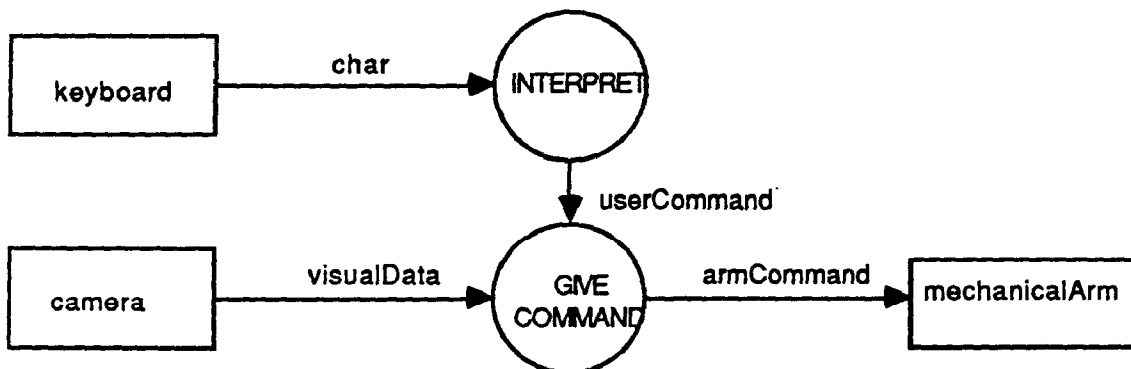 char
keyboard
INTERPRET
userCommand
visualData
armCommand
camera
GIVE
COMMAND
mechanicalArm